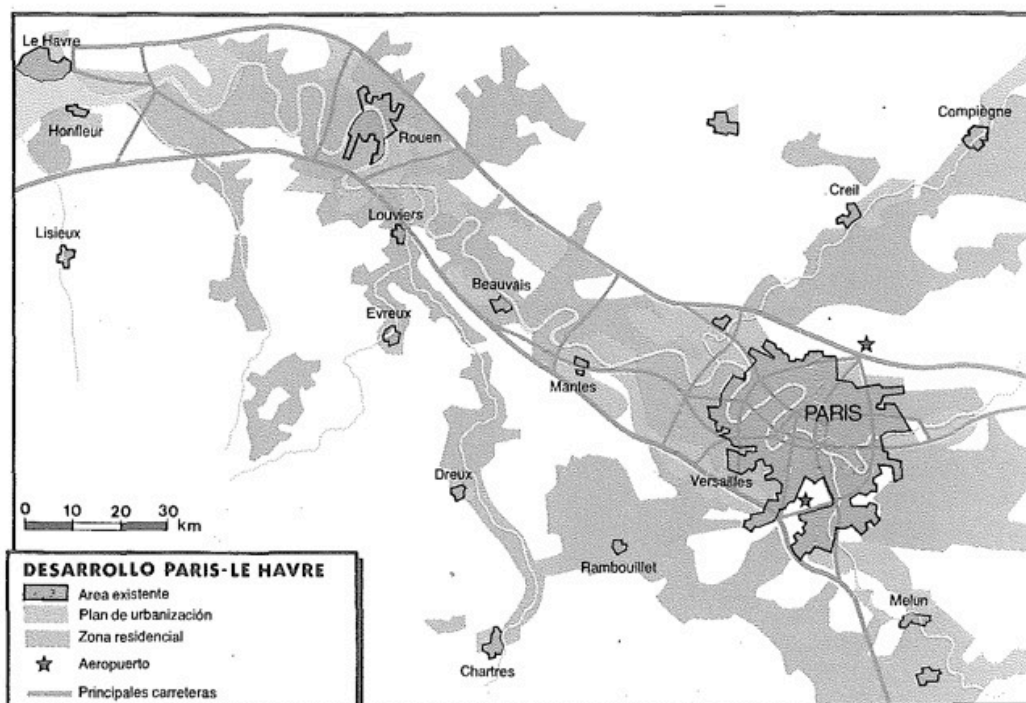 Le Havre
Honfleur
Rouen
Compiègne
Creil
Louviers
Lisieux
Beauvais
Evreux
Mantes
PARIS
Versailles
Dreux
Rambouillet
Melun
Chartres
0 10 20 30
km
DESARROLLO PARIS-LE HAVRE
Area existente
Plan de urbanización
Zona residencial
Aeropuerto
Principales carreteras